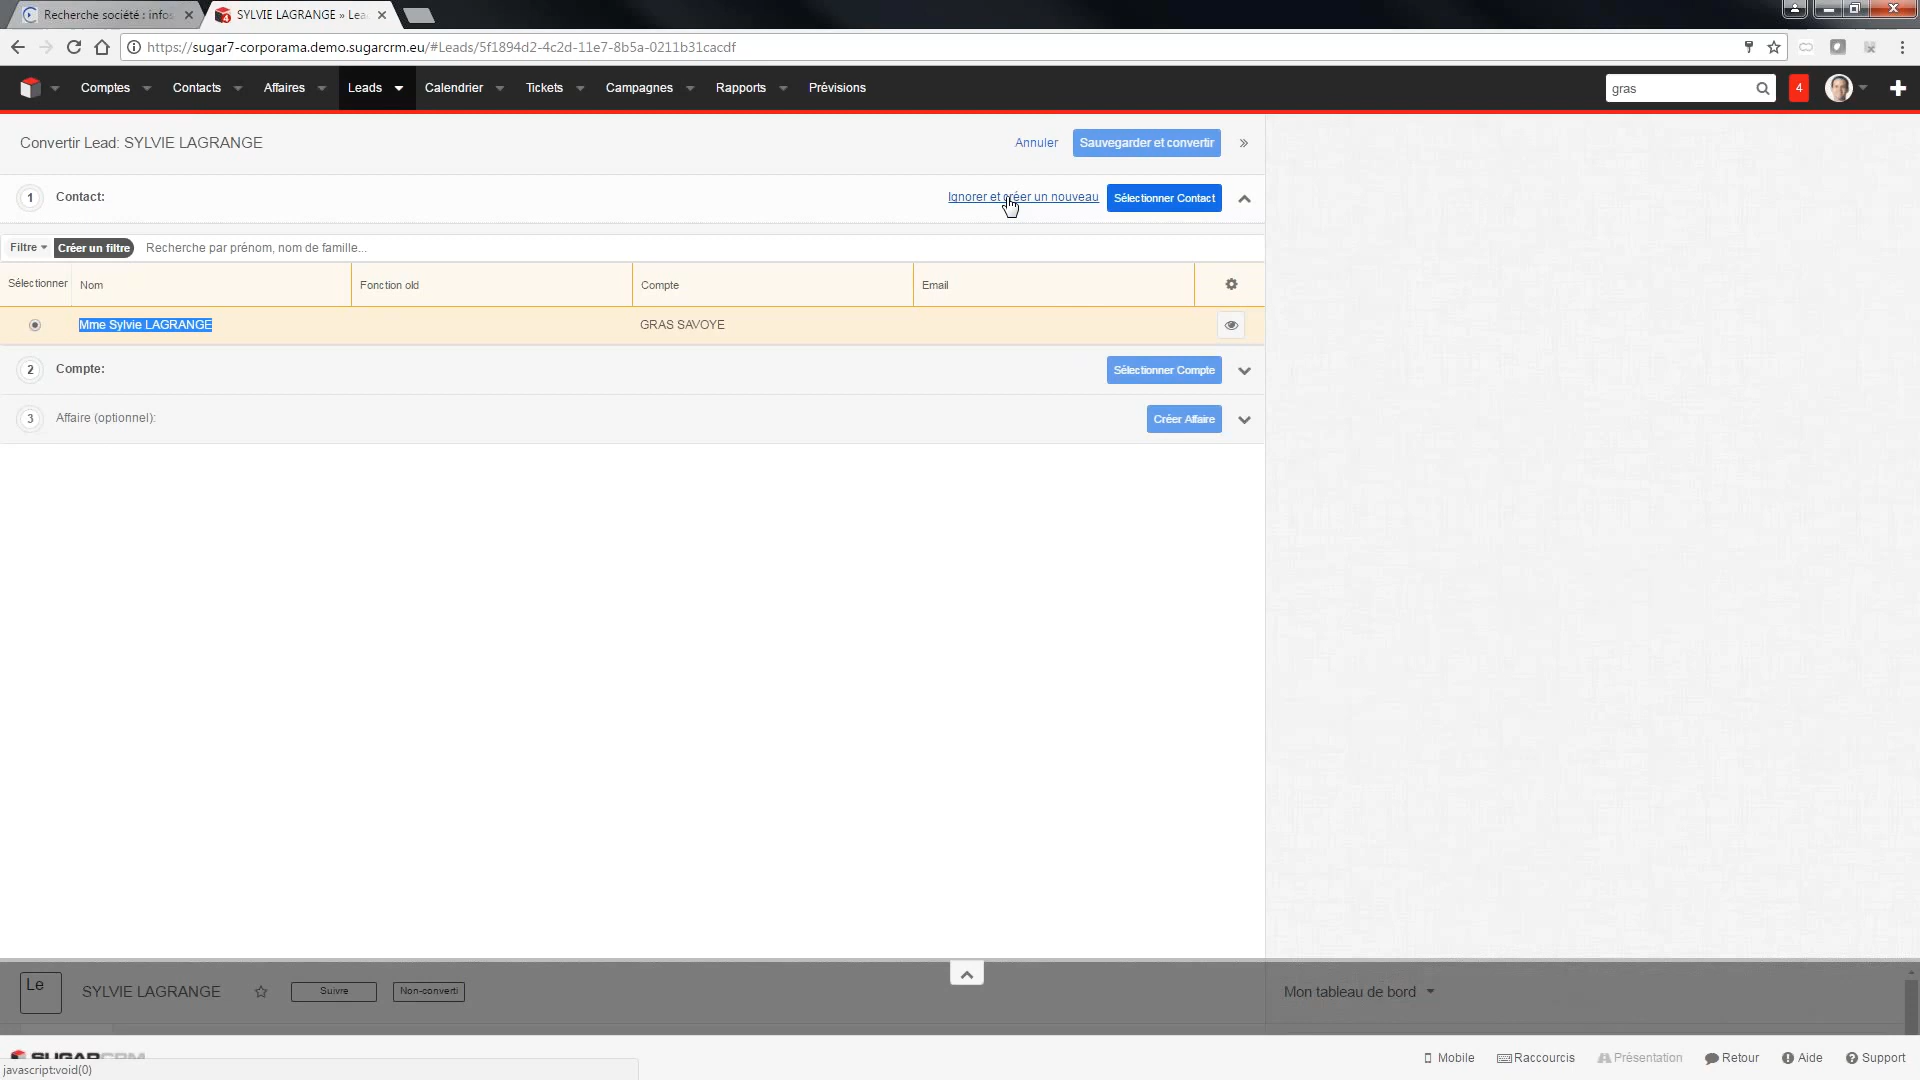 Recherche société : infos
SYLVIE LAGRANGE » Lea
https://sugar7-corporama.demo.sugarcrm.eu/#Leads/5f1894d2-4c2d-11e7-8b5a-0211b31cacdf
Comptes Contacts Affaires Leads Calendrier Tickets Campagnes Rapports Prévisions gras 4
Convertir Lead: SYLVIE LAGRANGE Annuler Sauvegarder et convertir »
1 Contact: Ignorer et créer un nouveau Sélectionner Contact
Filtre Créer un filtre Recherche par prénom, nom de famille...
Sélectionner Nom Fonction old Compte Email
Mme Sylvie LAGRANGE GRAS SAVOYE
2 Compte: Sélectionner Compte
3 Affaire (optionnel): Créer Affaire
Le SYLVIE LAGRANGE Suivre Non-converti Mon tableau de bord
SUGARCRM Mobile Raccourcis Présentation Retour Aide Support
javascript:void(0)